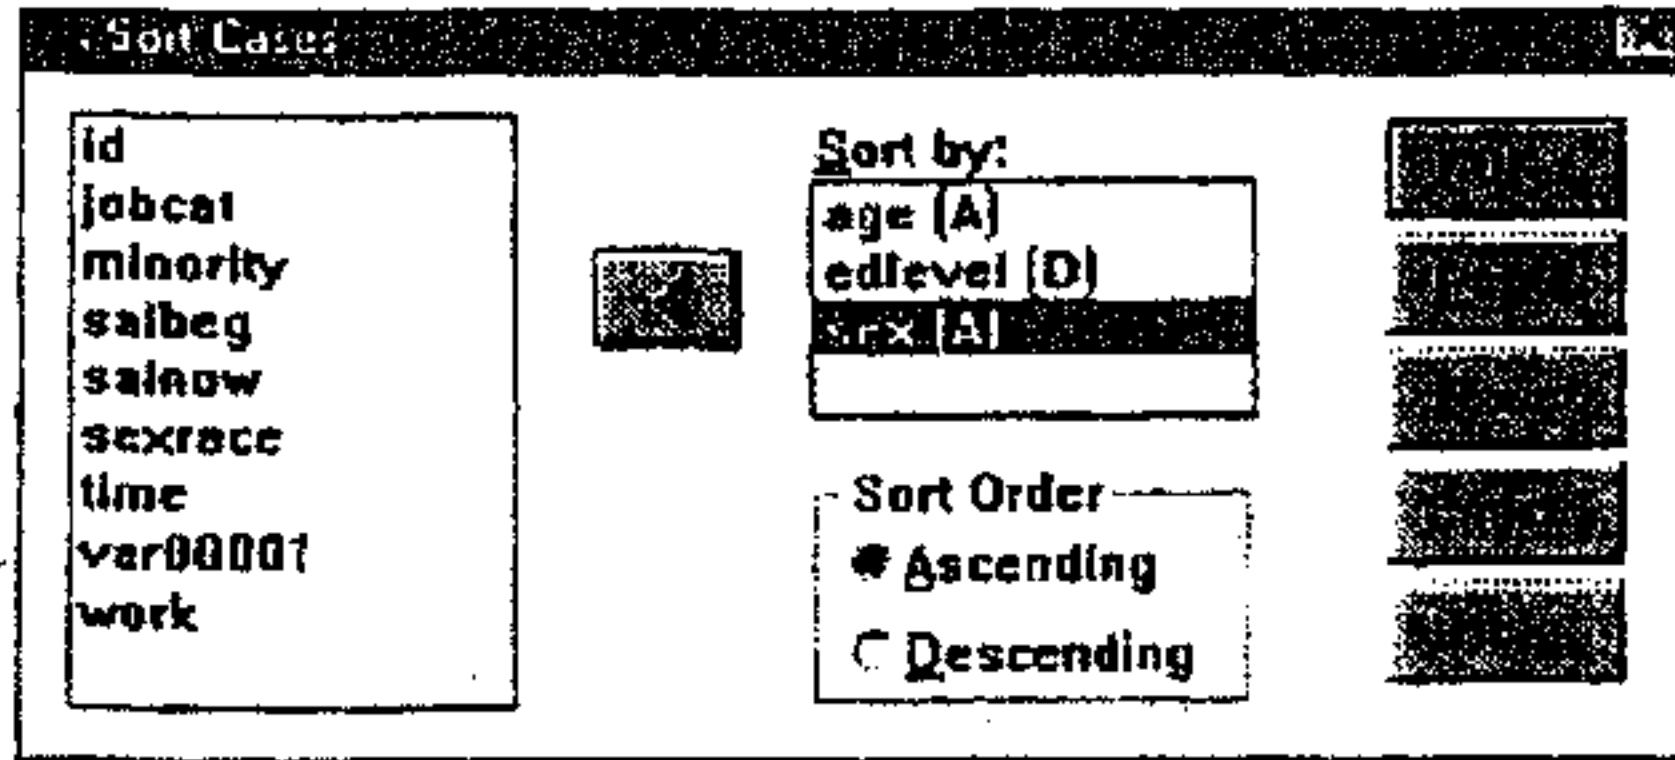 Sort Cases
id
jobcat
minority
salbeg
salnow
sexrace
time
var00001
work
Sort by:
age (A)
edlevel (D)
sex (A)
Sort Order
Ascending
Descending